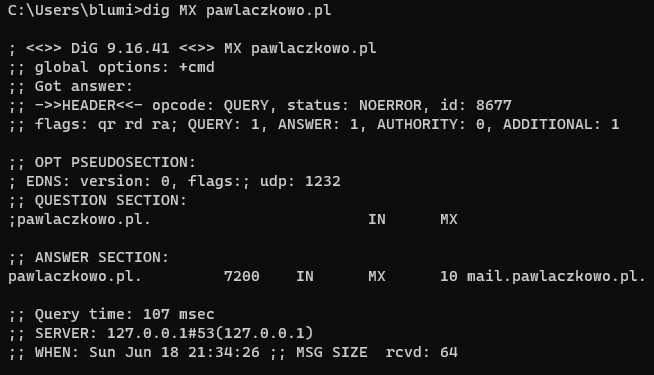 C:\Users\blumi>dig MX pawlaczkowo.pl
; <<>> DiG 9.16.41 <<>> MX pawlaczkowo.pl
;; global options: +cmd
;; Got answer:
;; ->>HEADER<<- opcode: QUERY, status: NOERROR, id: 8677
;; flags: qr rd ra; QUERY: 1, ANSWER: 1, AUTHORITY: 0, ADDITIONAL: 1
;; OPT PSEUDOSECTION:
; EDNS: version: 0, flags:; udp: 1232
;; QUESTION SECTION:
;pawlaczkowo.pl. IN MX
;; ANSWER SECTION:
pawlaczkowo.pl. 7200 IN MX 10 mail.pawlaczkowo.pl.
;; Query time: 107 msec
;; SERVER: 127.0.0.1#53(127.0.0.1)
;; WHEN: Sun Jun 18 21:34:26 ;; MSG SIZE rcvd: 64